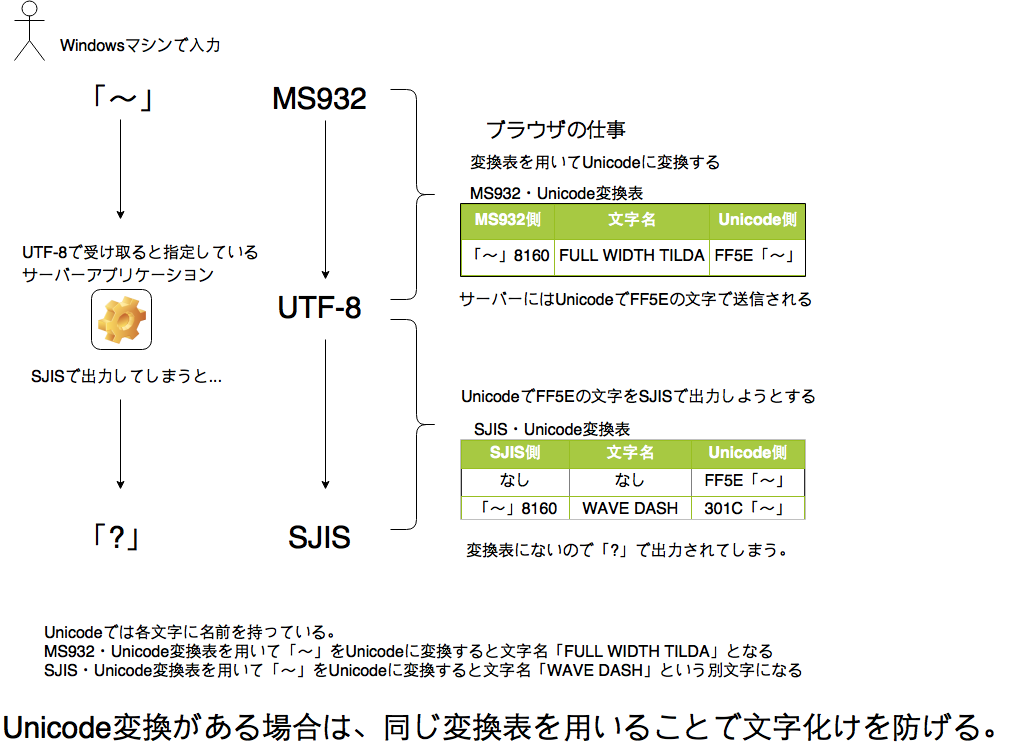 Windowsマシンで入力
「～」
MS932
ブラウザの仕事
変換表を用いてUnicodeに変換する
MS932・Unicode変換表
MS932側 文字名 Unicode側
「～」8160 FULL WIDTH TILDA FF5E「～」
サーバーにはUnicodeでFF5Eの文字で送信される
UTF-8で受け取ると指定している
サーバーアプリケーション
UTF-8
SJISで出力してしまうと...
UnicodeでFF5Eの文字をSJISで出力しようとする
SJIS・Unicode変換表
SJIS側 文字名 Unicode側
なし なし FF5E「～」
「～」8160 WAVE DASH 301C「～」
「?」
SJIS
変換表にないので「?」で出力されてしまう。
Unicodeでは各文字に名前を持っている。
MS932・Unicode変換表を用いて「～」をUnicodeに変換すると文字名「FULL WIDTH TILDA」となる
SJIS・Unicode変換表を用いて「～」をUnicodeに変換すると文字名「WAVE DASH」という別文字になる
Unicode変換がある場合は、同じ変換表を用いることで文字化けを防げる。